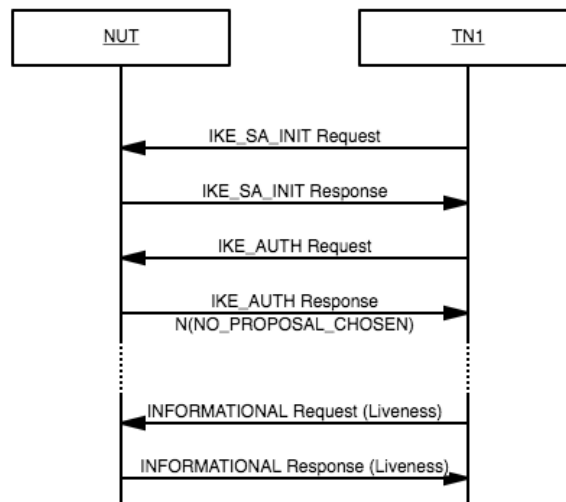 NUT
TN1
IKE_SA_INIT Request
IKE_SA_INIT Response
IKE_AUTH Request
IKE_AUTH Response
N(NO_PROPOSAL_CHOSEN)
INFORMATIONAL Request (Liveness)
INFORMATIONAL Response (Liveness)